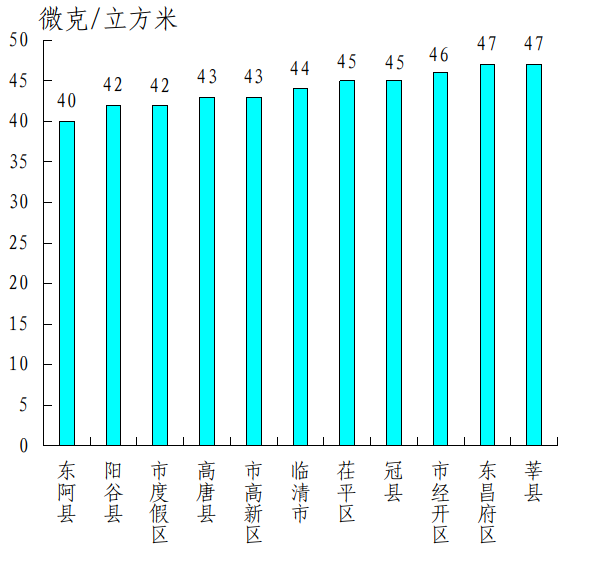 微克/立方米
50
45
40
35
30
25
20
15
10
5
0
40
42
42
43
43
44
45
45
46
47
47
东阿县
阳谷县
市度假区
高唐县
市高新区
临清市
茌平区
冠县
市经开区
东昌府区
莘县